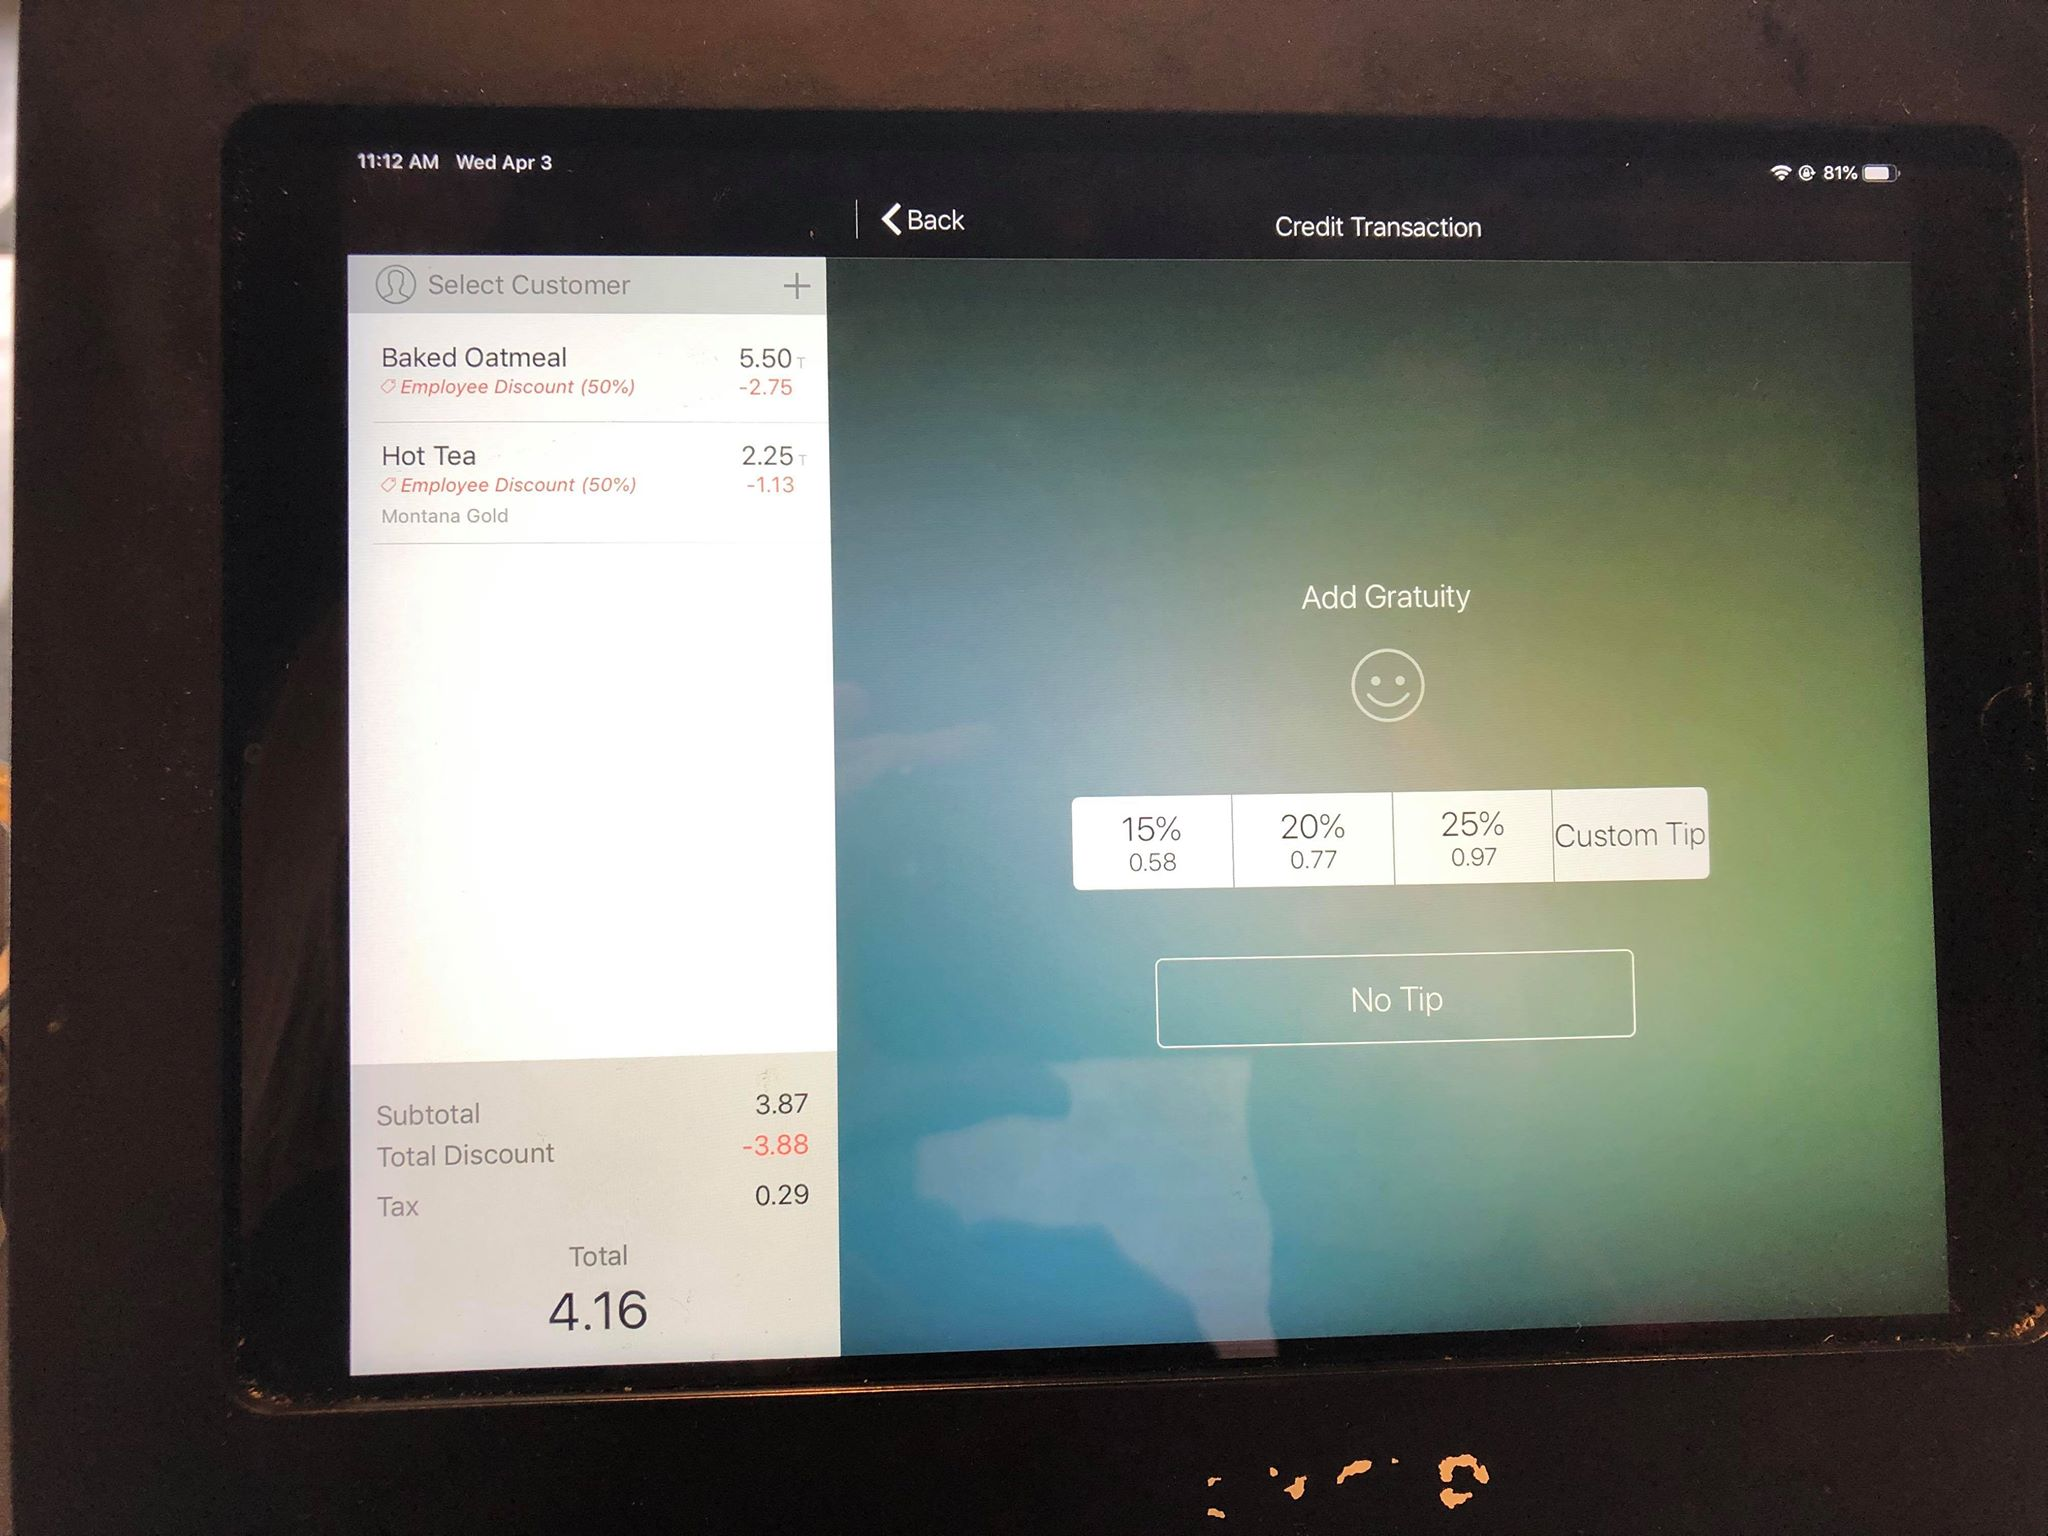 11:12 AM Wed Apr 3
81%
Back
Credit Transaction
Select Customer +
Baked Oatmeal 5.50 T
Employee Discount (50%) -2.75
Hot Tea 2.25 T
Employee Discount (50%) -1.13
Montana Gold
Subtotal 3.87
Total Discount -3.88
Tax 0.29
Total
4.16
Add Gratuity
15% 20% 25% Custom Tip
0.58 0.77 0.97
No Tip